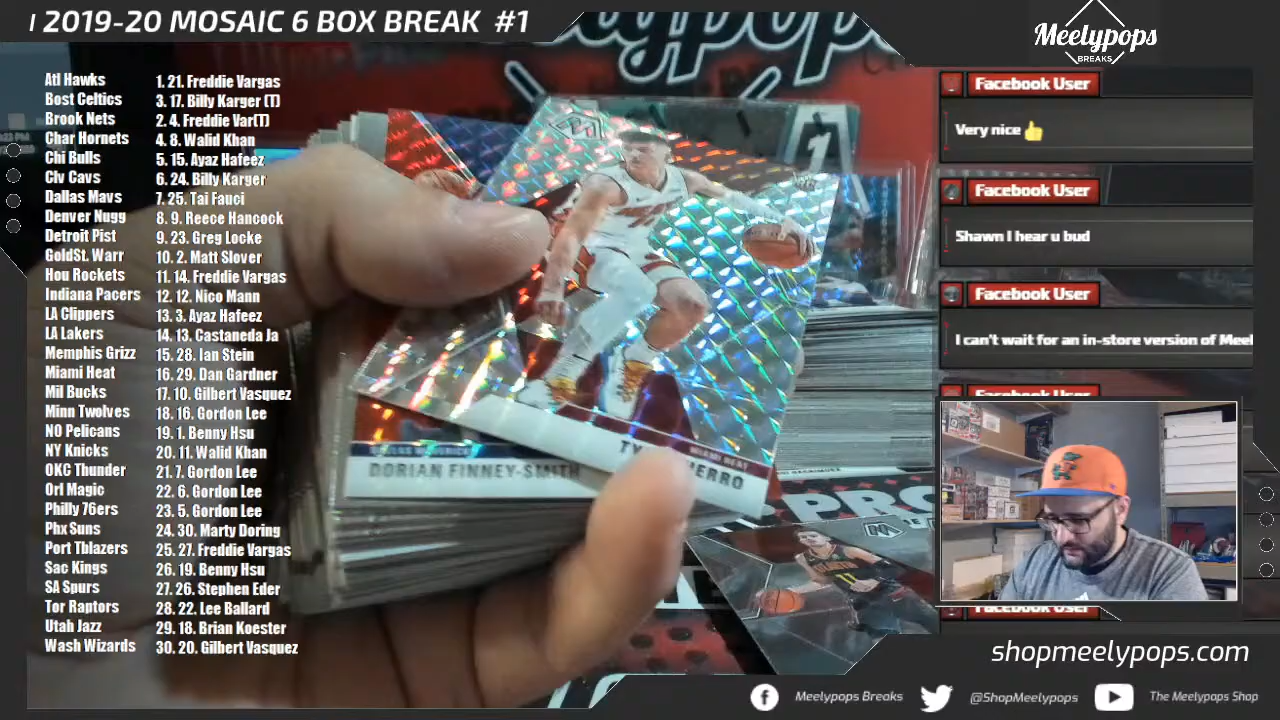 2019-20 MOSAIC 6 BOX BREAK #1
Meelypops
BREAKS
Atl Hawks 1. 21. Freddie Vargas
Bost Celtics 3. 17. Billy Karger (T)
Brook Nets 2. 4. Freddie Var(T)
Char Hornets 4. 8. Walid Khan
Chi Bulls 5. 15. Ayaz Hafeez
Clv Cavs 6. 24. Billy Karger
Dallas Mavs 7. 25. Tai Fauci
Denver Nugg 8. 9. Reece Hancock
Detroit Pist 9. 23. Greg Locke
GoldSt. Warr 10. 2. Matt Slover
Hou Rockets 11. 14. Freddie Vargas
Indiana Pacers 12. 12. Nico Mann
LA Clippers 13. 3. Ayaz Hafeez
LA Lakers 14. 13. Castaneda Ja
Memphis Grizz 15. 28. Ian Stein
Miami Heat 16. 29. Dan Gardner
Mil Bucks 17. 10. Gilbert Vasquez
Minn Twolves 18. 16. Gordon Lee
NO Pelicans 19. 1. Benny Hsu
NY Knicks 20. 11. Walid Khan
OKC Thunder 21. 7. Gordon Lee
Orl Magic 22. 6. Gordon Lee
Philly 76ers 23. 5. Gordon Lee
Phx Suns 24. 30. Marty Doring
Port Tblazers 25. 27. Freddie Vargas
Sac Kings 26. 19. Benny Hsu
SA Spurs 27. 26. Stephen Eder
Tor Raptors 28. 22. Lee Ballard
Utah Jazz 29. 18. Brian Koester
Wash Wizards 30. 20. Gilbert Vasquez
1
MIAMI HEAT
HERRO
DORIAN FINNEY-SMITH
PRO
Facebook User
Very nice 👍
Facebook User
Shawn I hear u bud
Facebook User
I can't wait for an in-store version of Meel
Facebook User
Facebook User
shopmeelypops.com
Meelypops Breaks
@ShopMeelypops
The Meelypops Shop